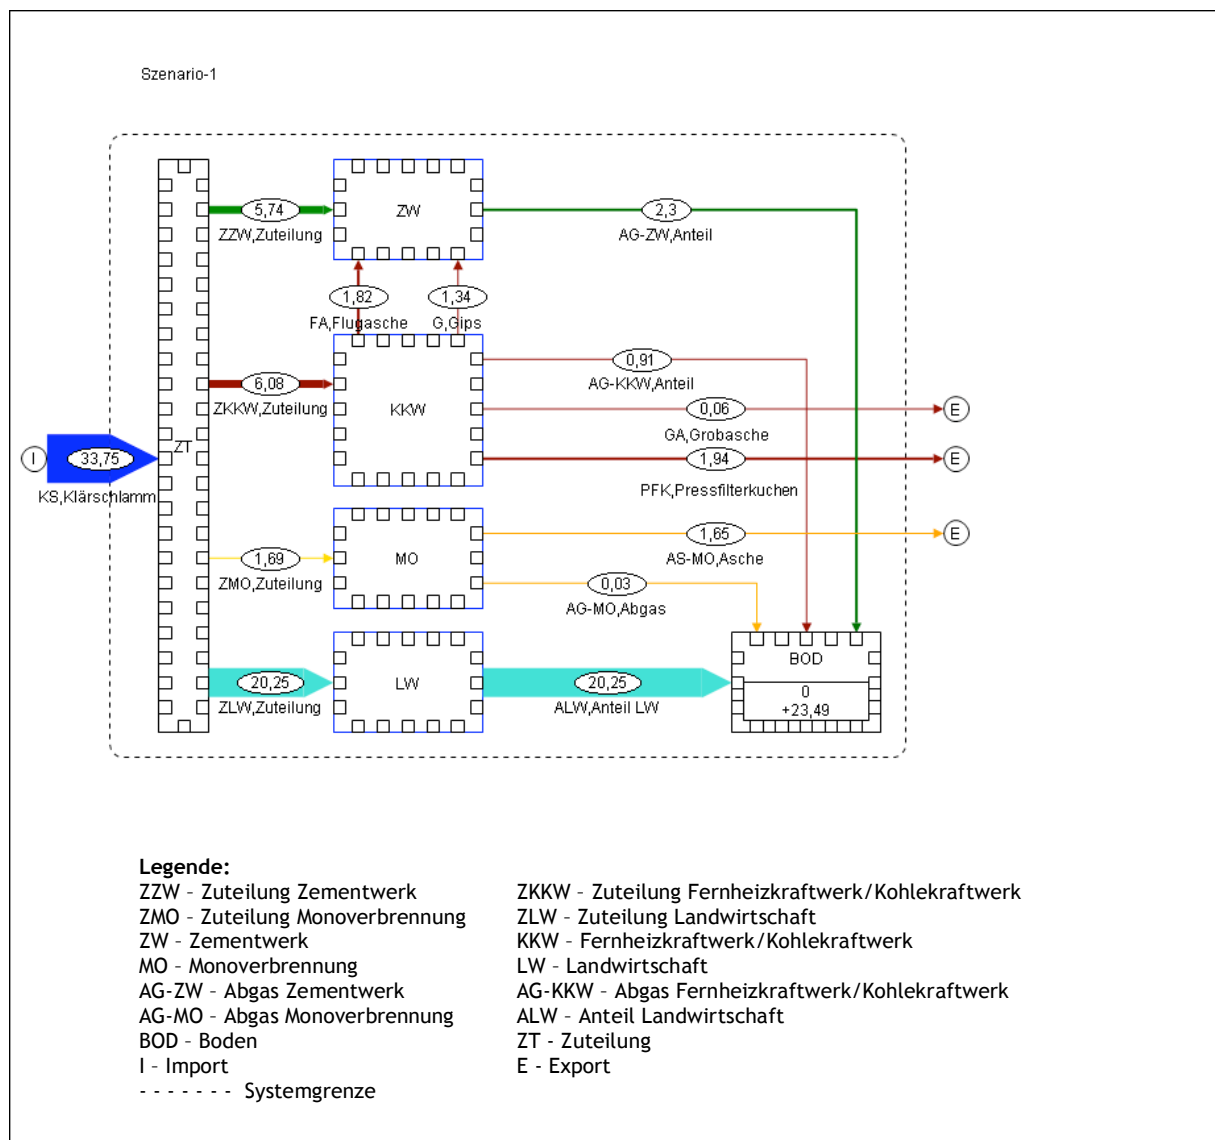 Szenario-1
5,74
ZZW,Zuteilung
ZW
2,3
AG-ZW,Anteil
1,82
FA,Flugasche
1,34
G,Gips
6,08
ZKKW,Zuteilung
KKW
0,91
AG-KKW,Anteil
0,06
GA,Grobasche
E
1,94
PFK,Pressfilterkuchen
E
I
33,75
KS,Klärschlamm
ZT
1,69
ZMO,Zuteilung
MO
1,65
AS-MO,Asche
E
0,03
AG-MO,Abgas
20,25
ZLW,Zuteilung
LW
20,25
ALW,Anteil LW
BOD
0
+23,49
Legende:
ZZW – Zuteilung Zementwerk
ZKKW – Zuteilung Fernheizkraftwerk/Kohlekraftwerk
ZMO – Zuteilung Monoverbrennung
ZLW – Zuteilung Landwirtschaft
ZW – Zementwerk
KKW – Fernheizkraftwerk/Kohlekraftwerk
MO – Monoverbrennung
LW – Landwirtschaft
AG-ZW – Abgas Zementwerk
AG-KKW – Abgas Fernheizkraftwerk/Kohlekraftwerk
AG-MO – Abgas Monoverbrennung
ALW – Anteil Landwirtschaft
BOD – Boden
ZT - Zuteilung
I – Import
E - Export
- - - - - - - Systemgrenze